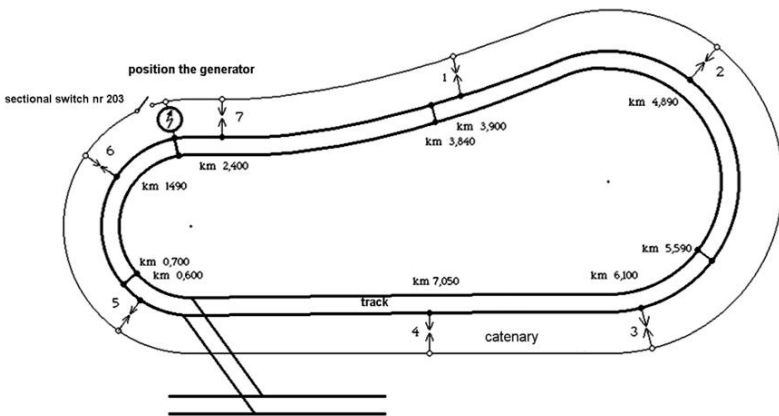 position the generator
1
2
sectional switch nr 203
7
km 4,890
km 3,900
km 3,840
6
km 2,400
km 1490
km 0,700
km 0,600
km 5,590
km 7,050
km 6,100
track
5
4
catenary
3